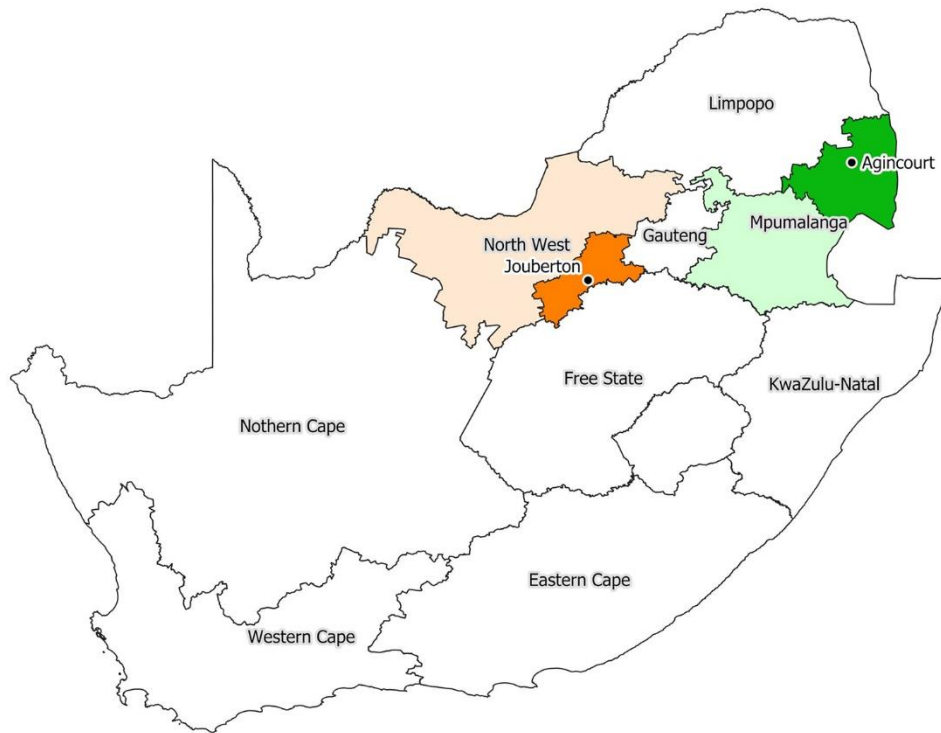 Limpopo
Agincourt
Mpumalanga
Gauteng
North West
Jouberton
Free State
KwaZulu-Natal
Nothern Cape
Eastern Cape
Western Cape